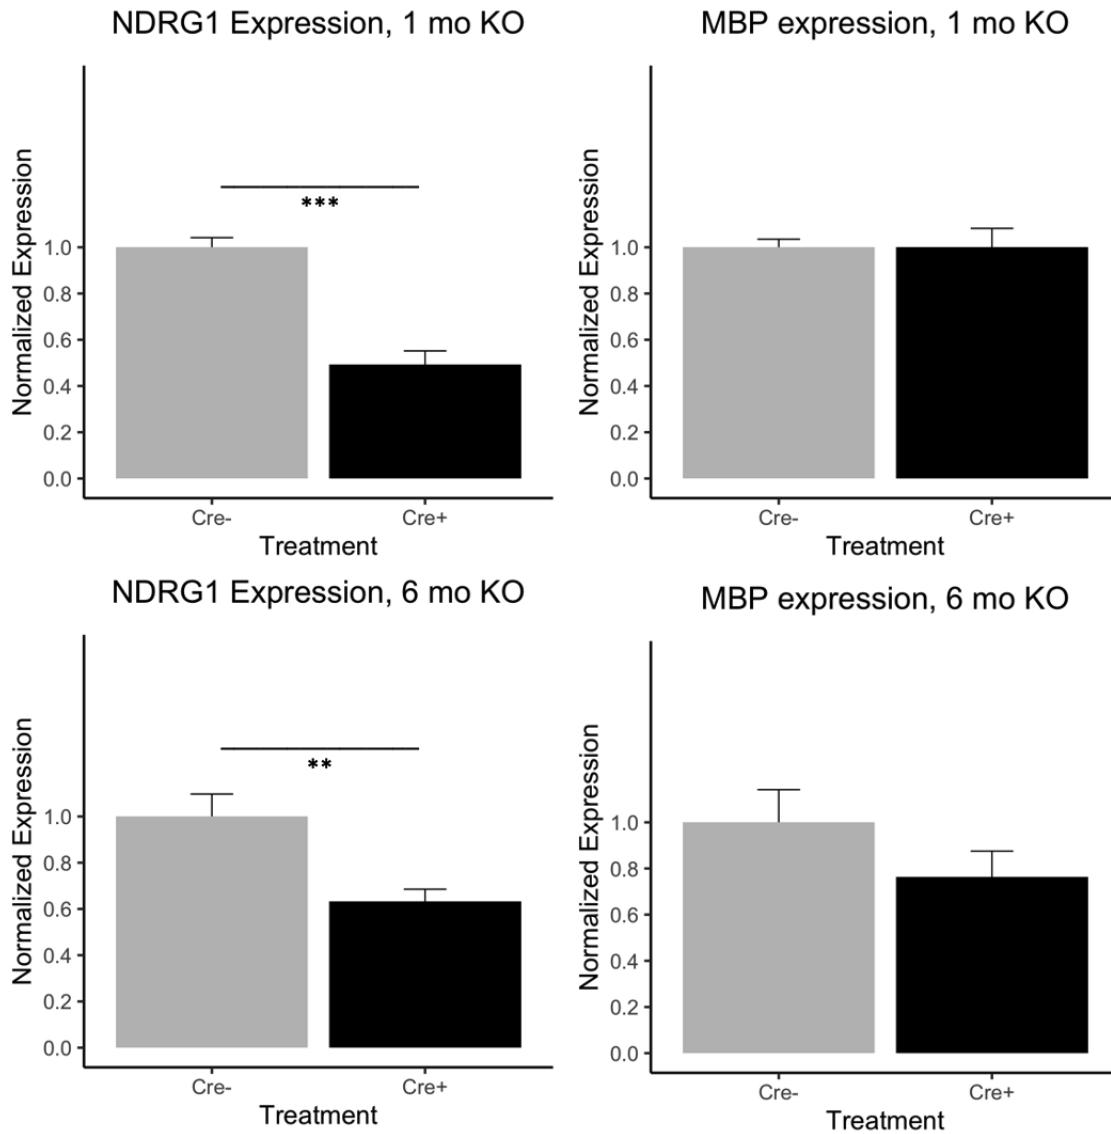 NDRG1 Expression, 1 mo KO
Normalized Expression
1.0
0.8
0.6
0.4
0.2
0.0
***
Cre-
Cre+
Treatment
MBP expression, 1 mo KO
Normalized Expression
1.0
0.8
0.6
0.4
0.2
0.0
Cre-
Cre+
Treatment
NDRG1 Expression, 6 mo KO
Normalized Expression
1.0
0.8
0.6
0.4
0.2
0.0
**
Cre-
Cre+
Treatment
MBP expression, 6 mo KO
Normalized Expression
1.0
0.8
0.6
0.4
0.2
0.0
Cre-
Cre+
Treatment